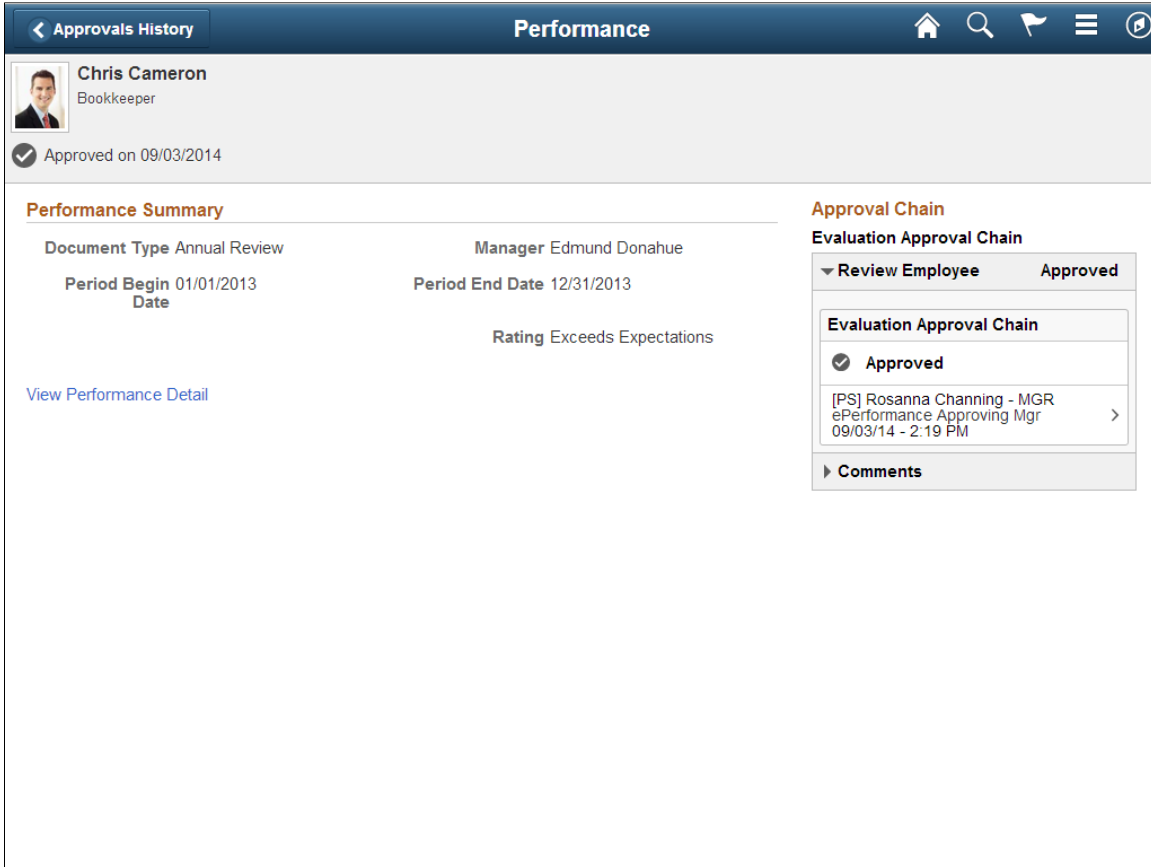 Approvals History
Performance
Chris Cameron
Bookkeeper
Approved on 09/03/2014
Performance Summary
Document Type Annual Review
Manager Edmund Donahue
Period Begin Date 01/01/2013
Period End Date 12/31/2013
Rating Exceeds Expectations
View Performance Detail
Approval Chain
Evaluation Approval Chain
Review Employee Approved
Evaluation Approval Chain
Approved
[PS] Rosanna Channing - MGR
ePerformance Approving Mgr
09/03/14 - 2:19 PM
Comments